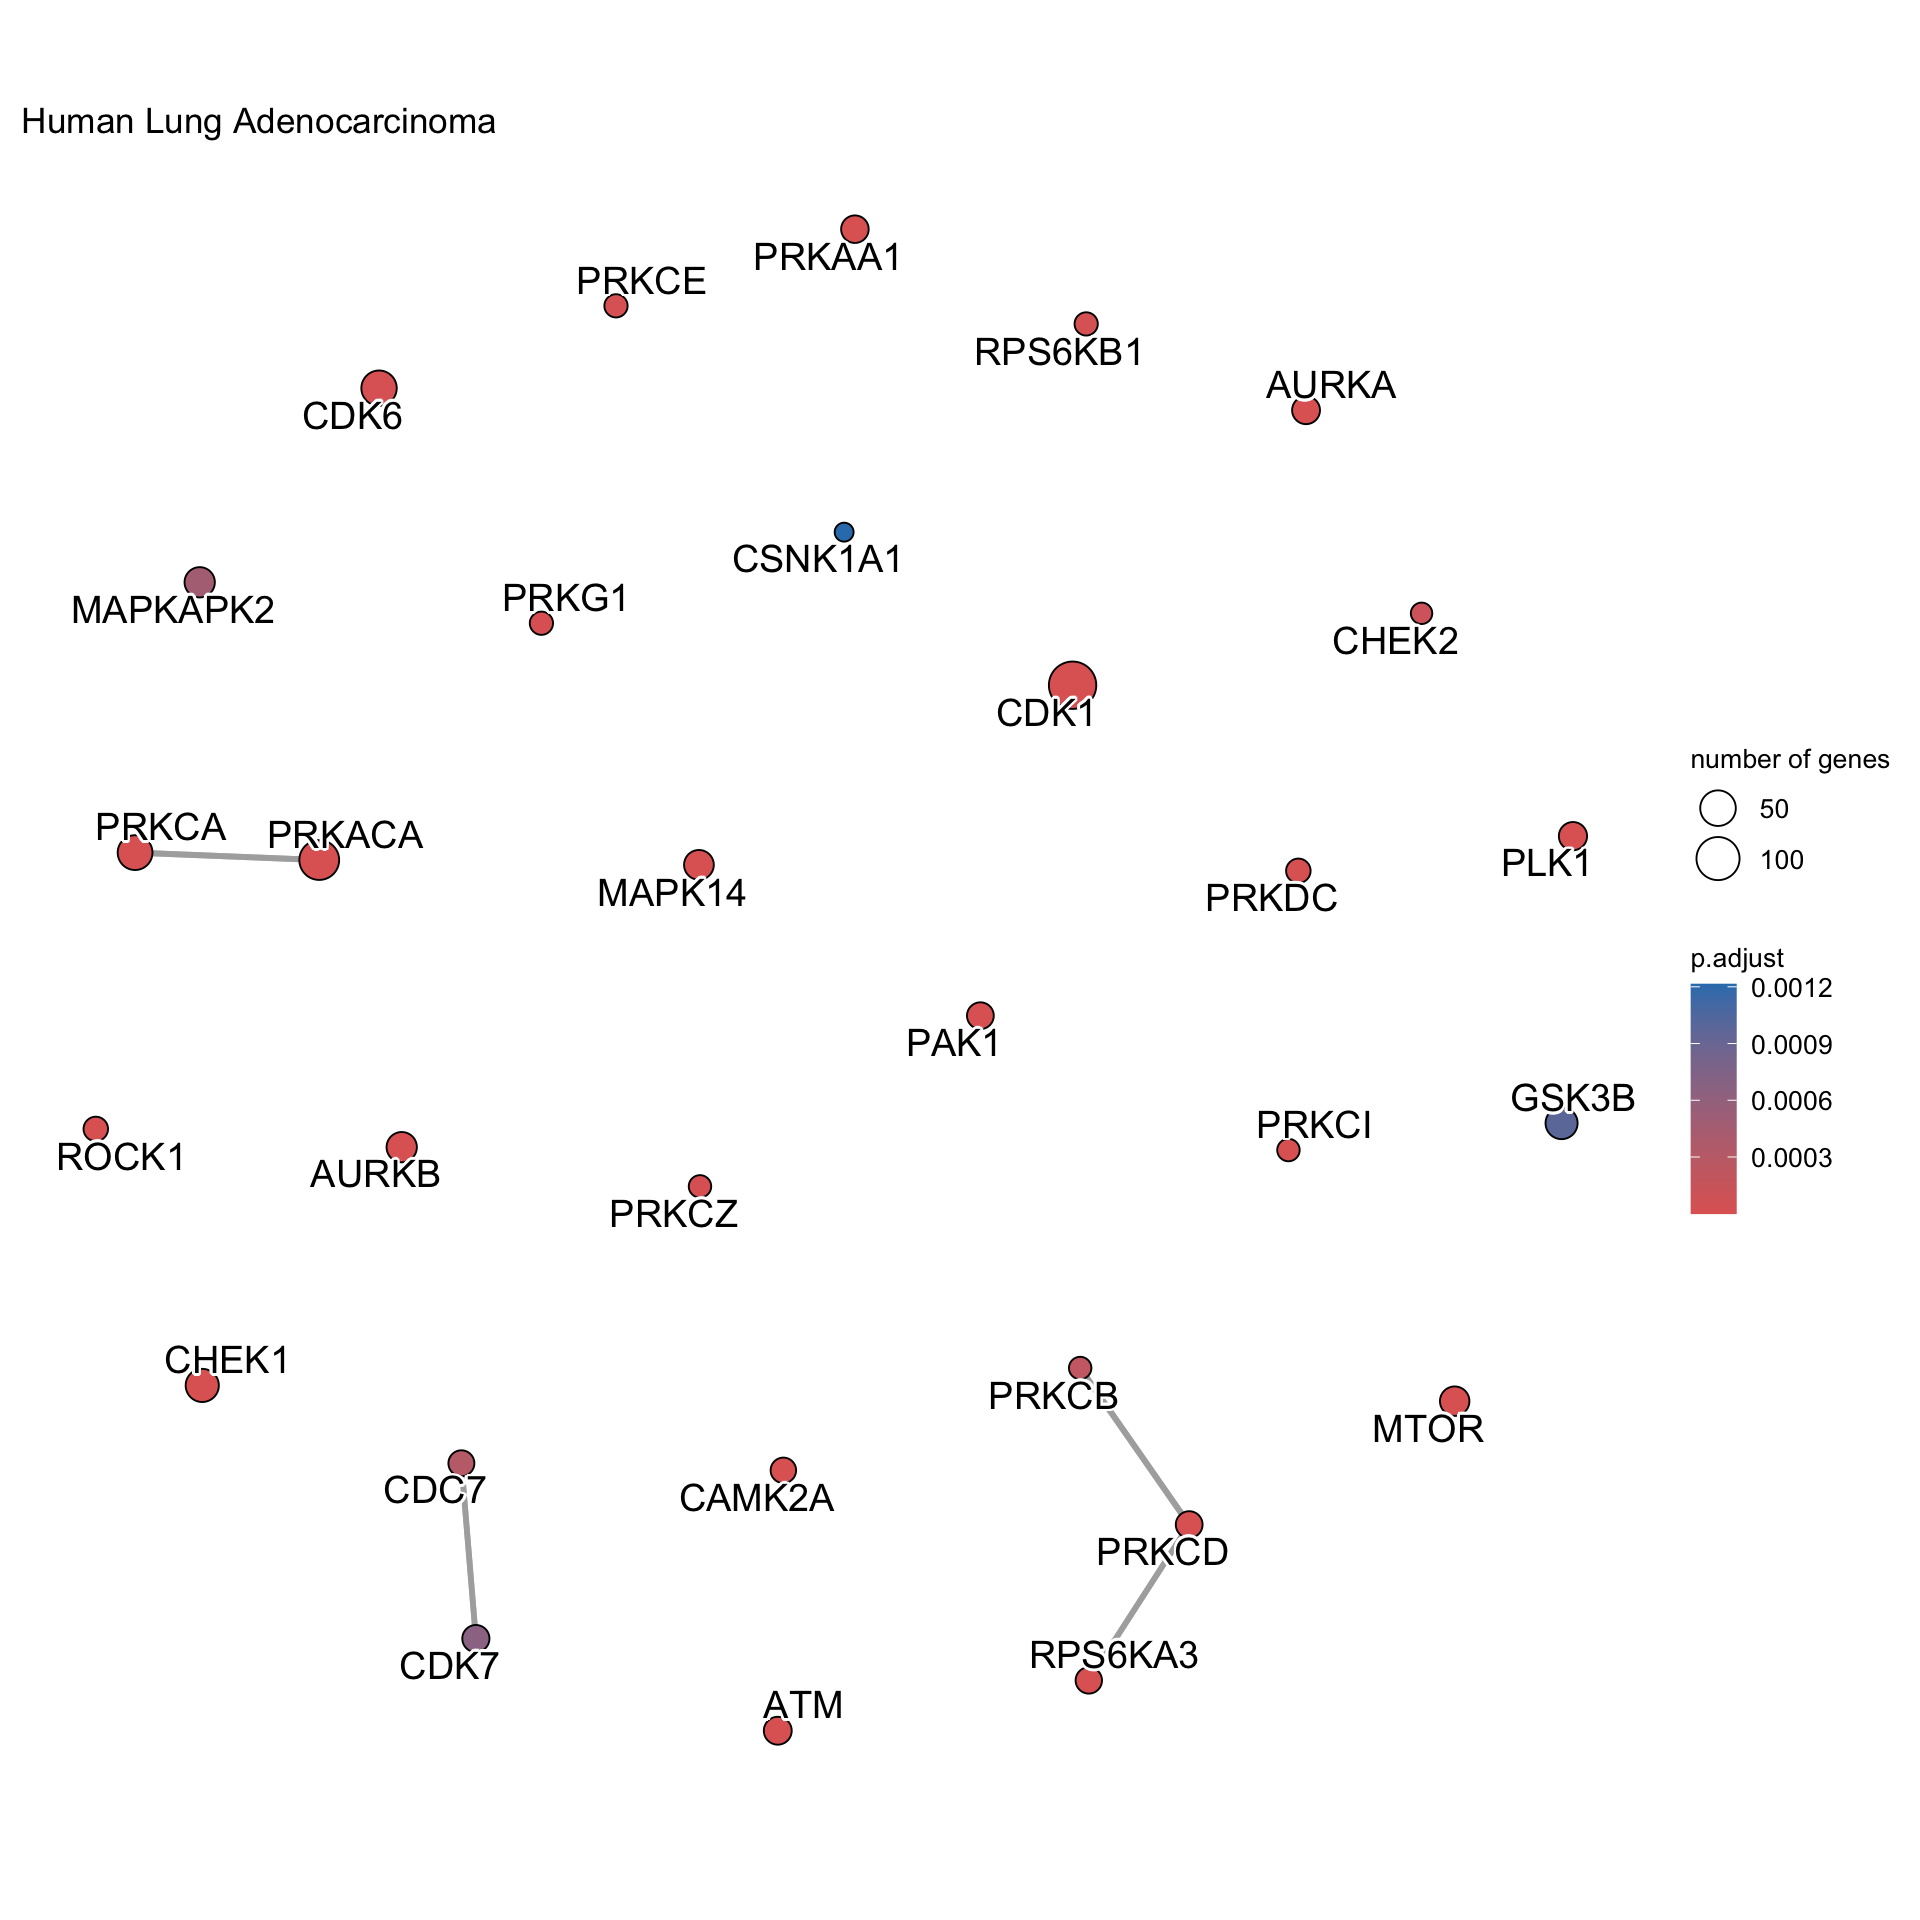 Human Lung Adenocarcinoma
PRKAA1
PRKCE
RPS6KB1
AURKA
CDK6
CSNK1A1
PRKG1
MAPKAPK2
CHEK2
CDK1
number of genes
50
100
PRKCA
PRKACA
MAPK14
PRKDC
PLK1
p.adjust
0.0012
0.0009
0.0006
0.0003
PAK1
GSK3B
PRKCI
ROCK1
AURKB
PRKCZ
CHEK1
PRKCB
MTOR
CDC7
CAMK2A
PRKCD
RPS6KA3
CDK7
ATM